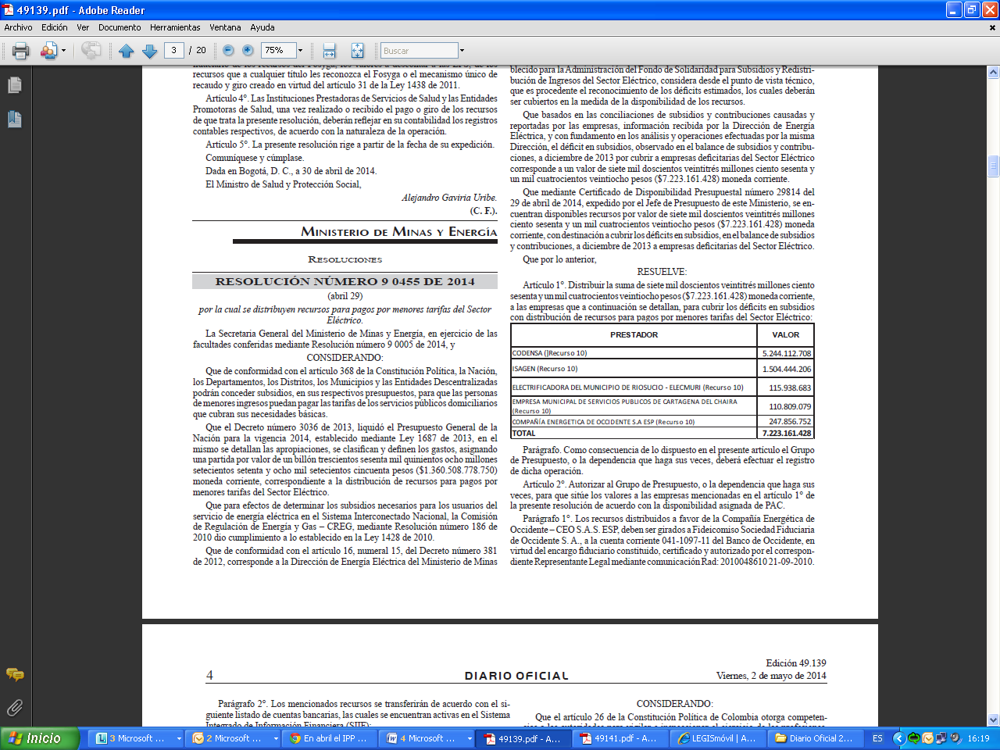 49139.pdf - Adobe Reader
Archivo Edición Ver Documento Herramientas Ventana Ayuda
3 / 20 75% Buscar
fiduciario de los recursos del Fosyga, los valores a descontar a las EPS, de los
recursos que a cualquier título les reconozca el Fosyga o el mecanismo único de
recaudo y giro creado en virtud del artículo 31 de la Ley 1438 de 2011.
Artículo 4°. Las Instituciones Prestadoras de Servicios de Salud y las Entidades
Promotoras de Salud, una vez realizado o recibido el pago o giro de los recursos
de que trata la presente resolución, deberán reflejar en su contabilidad los registros
contables respectivos, de acuerdo con la naturaleza de la operación.
Artículo 5°. La presente resolución rige a partir de la fecha de su expedición.
Comuníquese y cúmplase.
Dada en Bogotá, D. C., a 30 de abril de 2014.
El Ministro de Salud y Protección Social,
Alejandro Gaviria Uribe.
(C. F.).
Ministerio de Minas y Energía
Resoluciones
RESOLUCIÓN NÚMERO 9 0455 DE 2014
(abril 29)
por la cual se distribuyen recursos para pagos por menores tarifas del Sector
Eléctrico.
La Secretaria General del Ministerio de Minas y Energía, en ejercicio de las
facultades conferidas mediante Resolución número 9 0005 de 2014, y
CONSIDERANDO:
Que de conformidad con el artículo 368 de la Constitución Política, la Nación,
los Departamentos, los Distritos, los Municipios y las Entidades Descentralizadas
podrán conceder subsidios, en sus respectivos presupuestos, para que las personas
de menores ingresos puedan pagar las tarifas de los servicios públicos domiciliarios
que cubran sus necesidades básicas.
Que el Decreto número 3036 de 2013, liquidó el Presupuesto General de la
Nación para la vigencia 2014, establecido mediante Ley 1687 de 2013, en el
mismo se detallan las apropiaciones, se clasifican y definen los gastos, asignando
una partida por valor de un billón trescientos sesenta mil quinientos ocho millones
setecientos setenta y ocho mil setecientos cincuenta pesos ($1.360.508.778.750)
moneda corriente, correspondiente a la distribución de recursos para pagos por
menores tarifas del Sector Eléctrico.
Que para efectos de determinar los subsidios necesarios para los usuarios del
servicio de energía eléctrica en el Sistema Interconectado Nacional, la Comisión
de Regulación de Energía y Gas – CREG, mediante Resolución número 186 de
2010 dio cumplimiento a lo establecido en la Ley 1428 de 2010.
Que de conformidad con el artículo 16, numeral 15, del Decreto número 381
de 2012, corresponde a la Dirección de Energía Eléctrica del Ministerio de Minas
blecido para la Administración del Fondo de Solidaridad para Subsidios y Redistri-
bución de Ingresos del Sector Eléctrico, considera desde el punto de vista técnico,
que es procedente el reconocimiento de los déficits estimados, los cuales deberán
ser cubiertos en la medida de la disponibilidad de los recursos.
Que basados en las conciliaciones de subsidios y contribuciones causadas y
reportadas por las empresas, información recibida por la Dirección de Energía
Eléctrica, y con fundamento en los análisis y operaciones efectuadas por la misma
Dirección, el déficit en subsidios, observado en el balance de subsidios y contribu-
ciones, a diciembre de 2013 por cubrir a empresas deficitarias del Sector Eléctrico
corresponde a un valor de siete mil doscientos veintitrés millones ciento sesenta y
un mil cuatrocientos veintiocho pesos ($7.223.161.428) moneda corriente.
Que mediante Certificado de Disponibilidad Presupuestal número 29814 del
29 de abril de 2014, expedido por el Jefe de Presupuesto de este Ministerio, se en-
cuentran disponibles recursos por valor de siete mil doscientos veintitrés millones
ciento sesenta y un mil cuatrocientos veintiocho pesos ($7.223.161.428) moneda
corriente, con destinación a cubrir los déficits en subsidios, en el balance de subsidios
y contribuciones, a diciembre de 2013 a empresas deficitarias del Sector Eléctrico.
Que por lo anterior,
RESUELVE:
Artículo 1°. Distribuir la suma de siete mil doscientos veintitrés millones ciento
sesenta y un mil cuatrocientos veintiocho pesos ($7.223.161.428) moneda corriente,
a las empresas que a continuación se detallan, para cubrir los déficits en subsidios
con distribución de recursos para pagos por menores tarifas del Sector Eléctrico:
PRESTADOR VALOR
CODENSA (]Recurso 10) 5.244.112.708
ISAGEN (Recurso 10) 1.504.444.206
ELECTRIFICADORA DEL MUNICIPIO DE RIOSUCIO - ELECMURI (Recurso 10) 115.938.683
EMPRESA MUNICIPAL DE SERVICIOS PUBLICOS DE CARTAGENA DEL CHAIRA
(Recurso 10) 110.809.079
COMPAÑÍA ENERGETICA DE OCCIDENTE S.A ESP (Recurso 10) 247.856.752
TOTAL 7.223.161.428
Parágrafo. Como consecuencia de lo dispuesto en el presente artículo el Grupo
de Presupuesto, o la dependencia que haga sus veces, deberá efectuar el registro
de dicha operación.
Artículo 2°. Autorizar al Grupo de Presupuesto, o la dependencia que haga sus
veces, para que sitúe los valores a las empresas mencionadas en el artículo 1° de
la presente resolución de acuerdo con la disponibilidad asignada de PAC.
Parágrafo 1°. Los recursos distribuidos a favor de la Compañía Energética de
Occidente – CEO S.A.S. ESP, deben ser girados a Fideicomiso Sociedad Fiduciaria
de Occidente S. A., a la cuenta corriente 041-1097-11 del Banco de Occidente, en
virtud del encargo fiduciario constituido, certificado y autorizado por el correspon-
diente Representante Legal mediante comunicación Rad: 2010048610 21-09-2010.
4 DIARIO OFICIAL
Edición 49.139
Viernes, 2 de mayo de 2014
Parágrafo 2°. Los mencionados recursos se transferirán de acuerdo con el si-
guiente listado de cuentas bancarias, las cuales se encuentran activas en el Sistema
Integrado de Información Financiera (SIIF):
CONSIDERANDO:
Que el artículo 26 de la Constitución Política de Colombia otorga competen-
cias a las autoridades para vigilar e inspeccionar el ejercicio de las profesiones,
Inicio
3 Microsoft ...
2 Microsoft ...
En abril el IPP ...
4 Microsoft ...
49139.pdf - A...
49141.pdf - A...
LEGISmóvil | A...
Diario Oficial 2...
ES
16:19